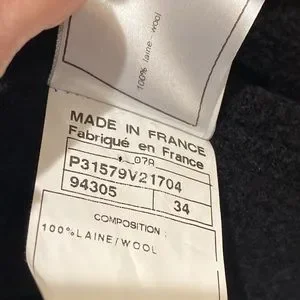 100% laine - wool
MADE IN FRANCE
Fabriqué en France
07A
P31579V21704
94305 34
COMPOSITION :
100%LAINE/WOOL